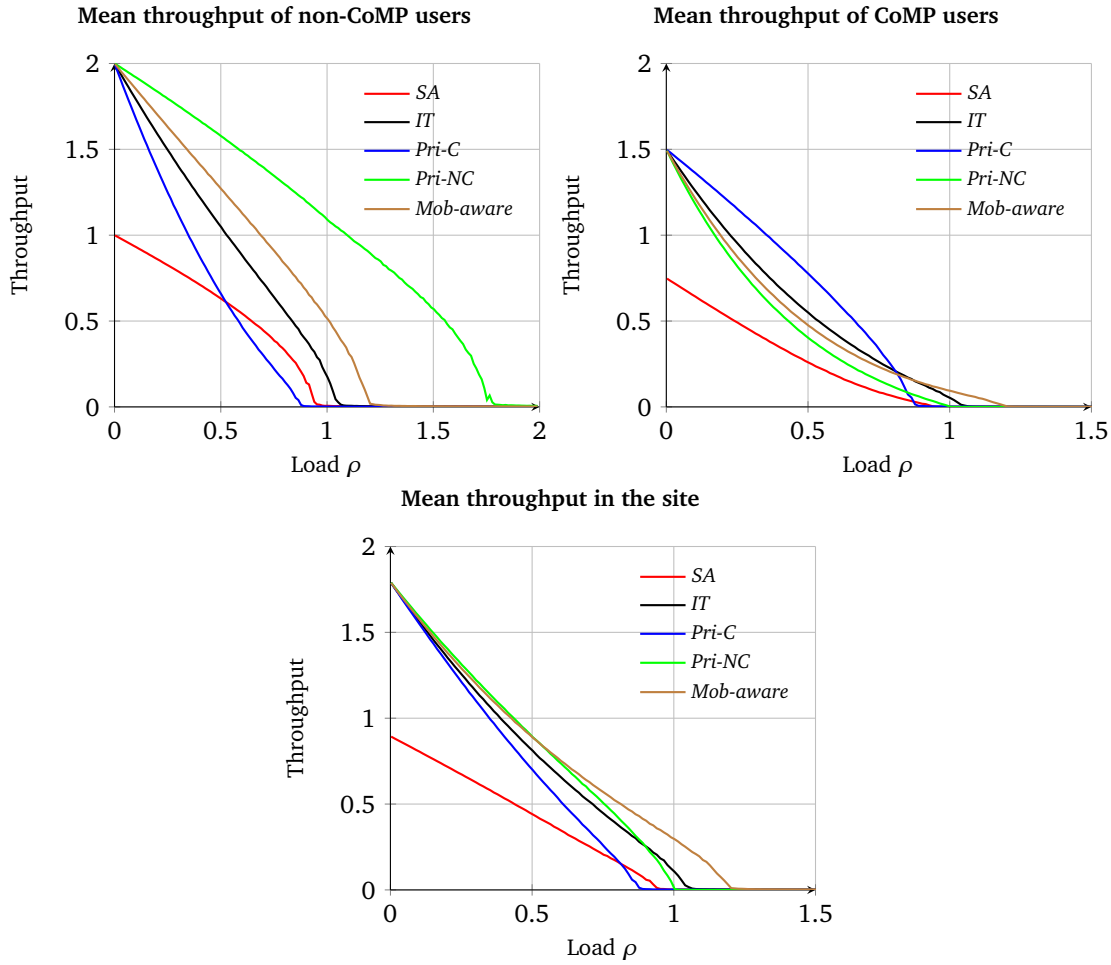 Mean throughput of non-CoMP users
Throughput
2
1.5
1
0.5
0
0 0.5 1 1.5 2
Load ρ
SA
IT
Pri-C
Pri-NC
Mob-aware
Mean throughput of CoMP users
Throughput
2
1.5
1
0.5
0
0 0.5 1 1.5
Load ρ
SA
IT
Pri-C
Pri-NC
Mob-aware
Mean throughput in the site
Throughput
2
1.5
1
0.5
0
0 0.5 1 1.5
Load ρ
SA
IT
Pri-C
Pri-NC
Mob-aware